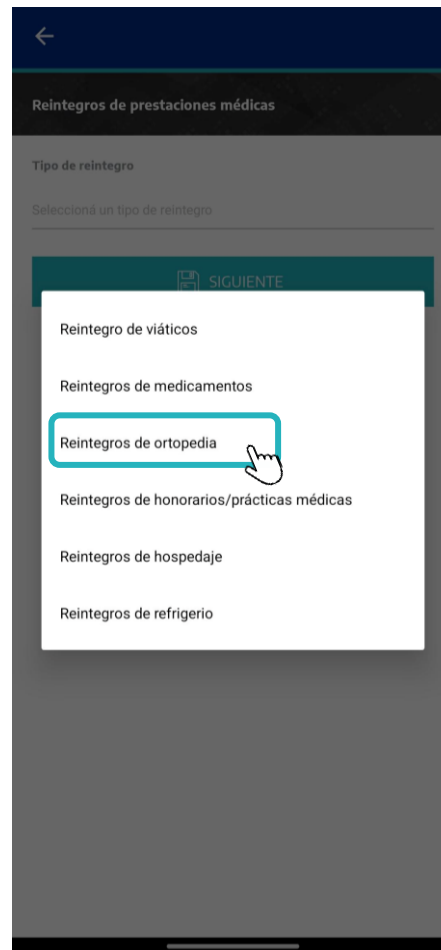 Reintegros de prestaciones médicas
Tipo de reintegro
Seleccioná un tipo de reintegro
SIGUIENTE
Reintegro de viáticos
Reintegros de medicamentos
Reintegros de ortopedia
Reintegros de honorarios/prácticas médicas
Reintegros de hospedaje
Reintegros de refrigerio